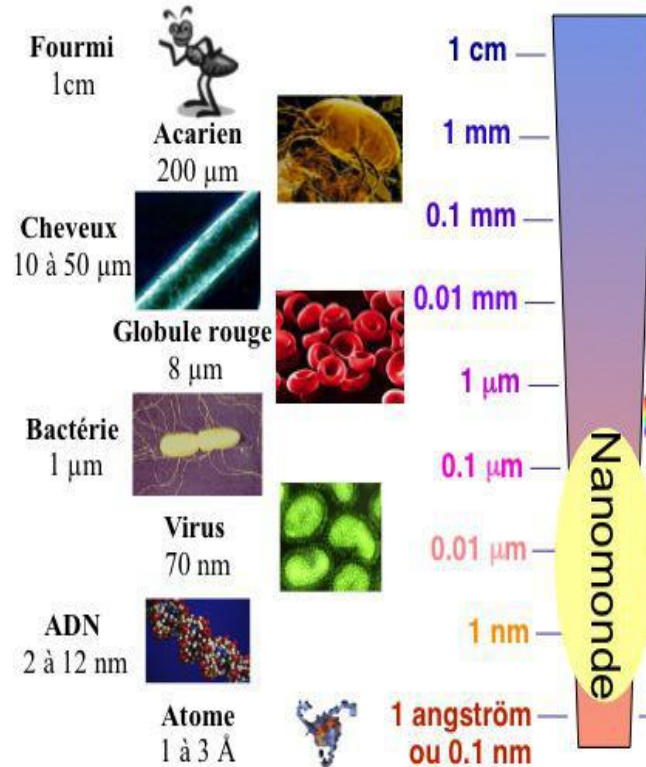 Fourmi
1cm
Acarien
200 µm
Cheveux
10 à 50 µm
Globule rouge
8 µm
Bactérie
1 µm
Virus
70 nm
ADN
2 à 12 nm
Atome
1 à 3 Å
1 cm
1 mm
0.1 mm
0.01 mm
1 µm
0.1 µm
0.01 µm
1 nm
1 angström
ou 0.1 nm
Nanomonde